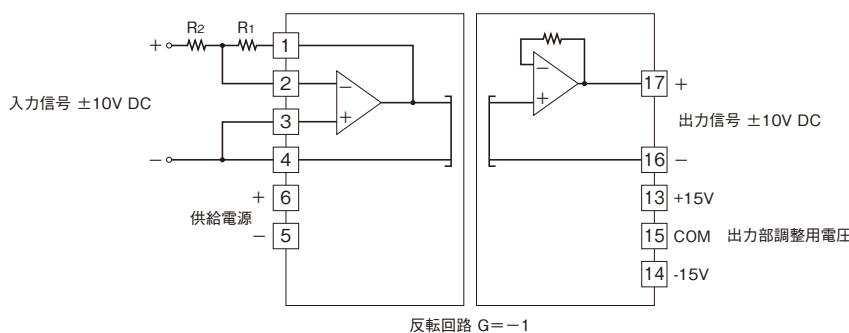 R2 R1
+ 1
2 − − 17 +
入力信号 ±10V DC
3 + + 出力信号 ±10V DC
− 4 16 −
+ 6 13 +15V
供給電源
− 5 15 COM 出力部調整用電圧
14 -15V
反転回路 G=−1